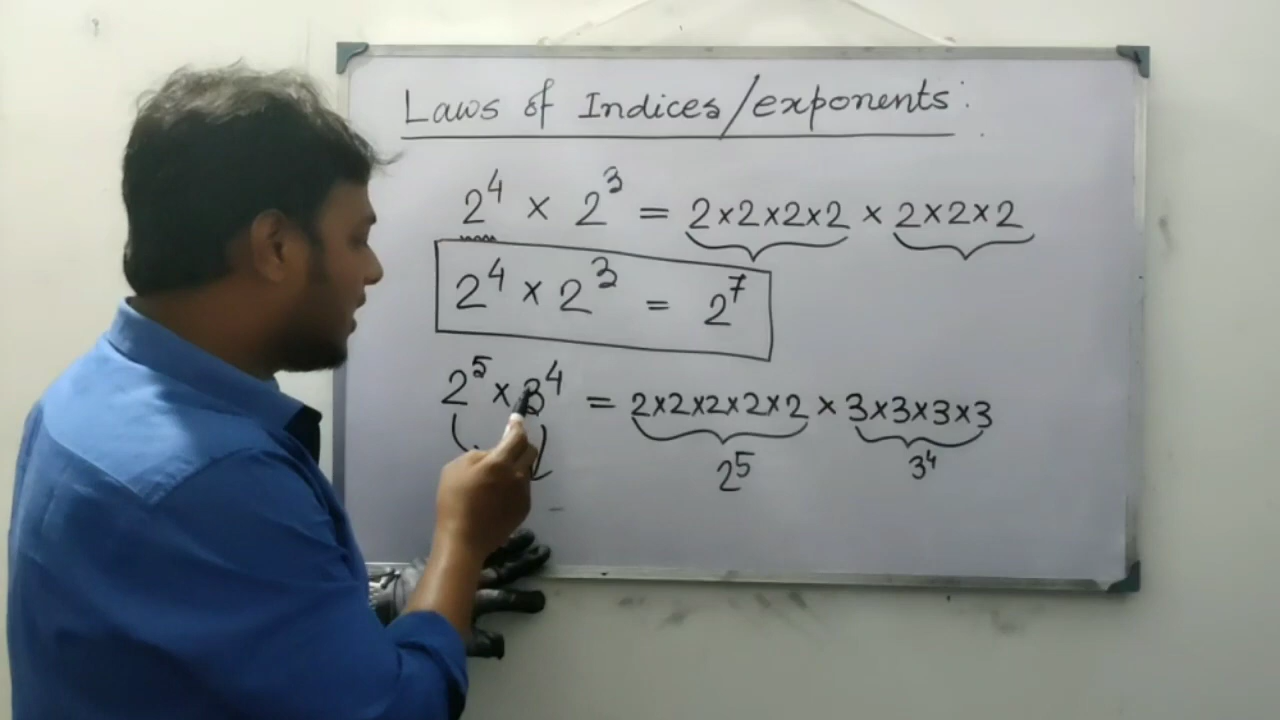 Laws of Indices/exponents:
2⁴ × 2³ = 2×2×2×2 × 2×2×2
2⁴ × 2³ = 2⁷
2⁵ × 3⁴ = 2×2×2×2×2 × 3×3×3×3
2⁵ 3⁴